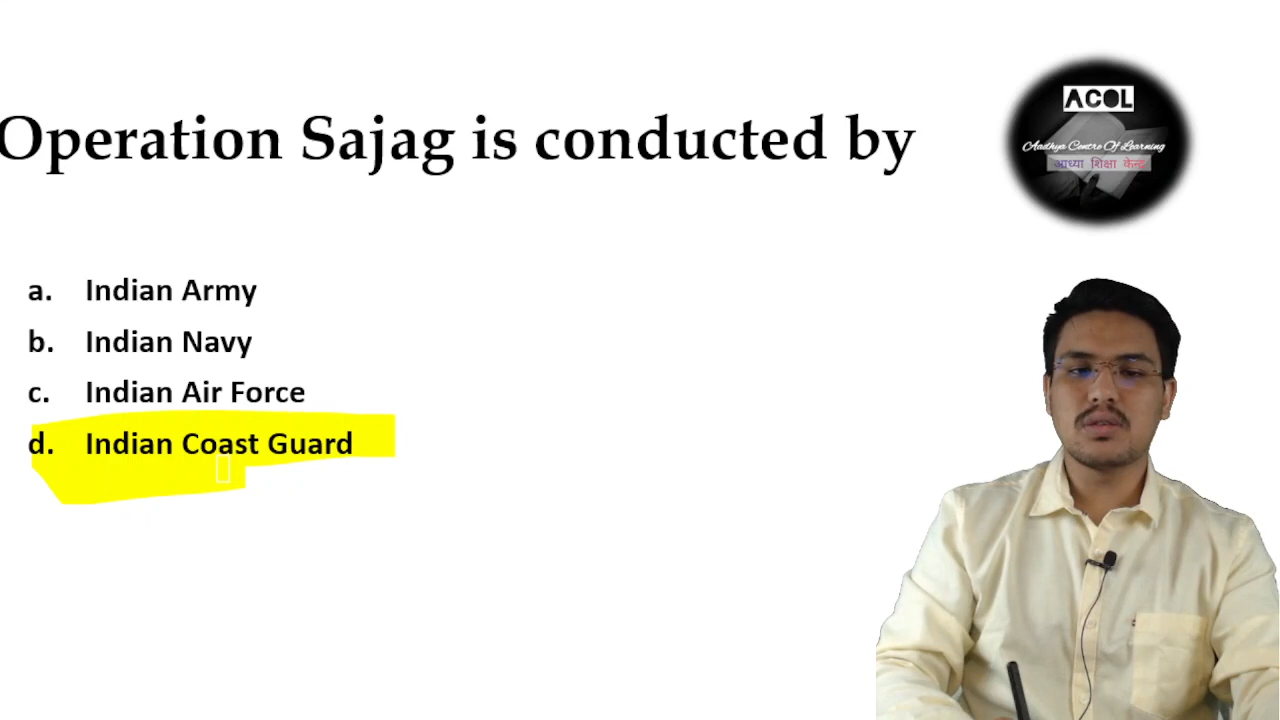 Operation Sajag is conducted by
ACOL
Aadhya Centre Of Learning
आध्या शिक्षा केन्द्र
a. Indian Army
b. Indian Navy
c. Indian Air Force
d. Indian Coast Guard